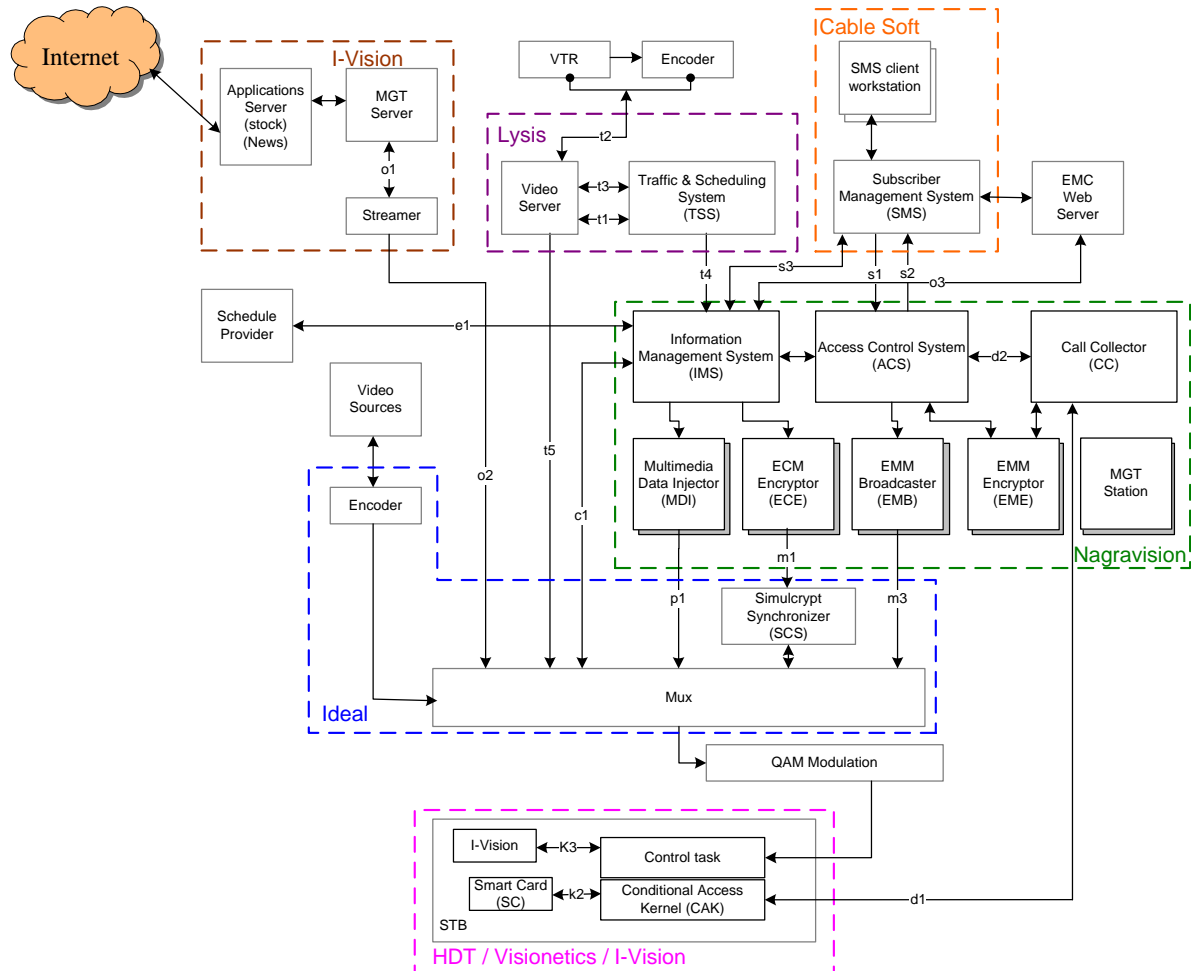 Internet
I-Vision
Applications
Server
(stock)
(News)
MGT
Server
o1
Streamer
VTR
Encoder
t2
Lysis
Video
Server
t3
t1
Traffic & Scheduling
System
(TSS)
Cable Soft
SMS client
workstation
Subscriber
Management System
(SMS)
EMC
Web
Server
t4
s3
s1
s2
o3
Schedule
Provider
e1
Information
Management System
(IMS)
Access Control System
(ACS)
d2
Call Collector
(CC)
Video
Sources
Encoder
o2
t5
c1
Multimedia
Data Injector
(MDI)
ECM
Encryptor
(ECE)
EMM
Broadcaster
(EMB)
EMM
Encryptor
(EME)
MGT
Station
Nagravision
p1
m1
m3
Simulcrypt
Synchronizer
(SCS)
Mux
Ideal
QAM Modulation
I-Vision
K3
Control task
Smart Card
(SC)
k2
Conditional Access
Kernel (CAK)
d1
STB
HDT / Visionetics / I-Vision